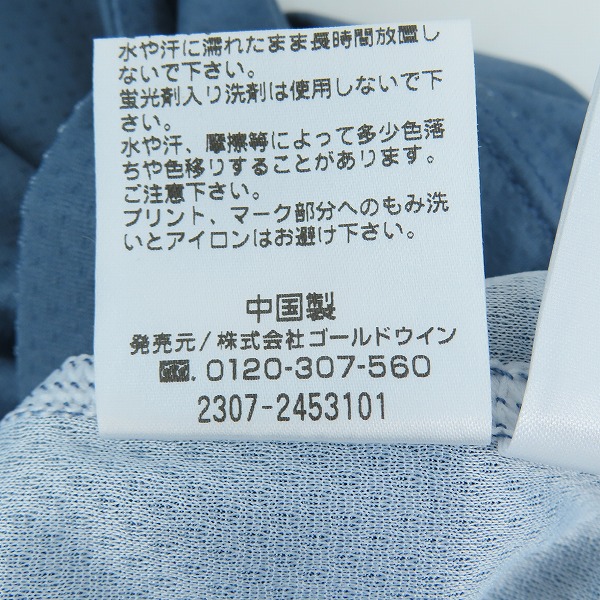 水や汗に濡れたまま長時間放置し
ないで下さい。
蛍光剤入り洗剤は使用しないで下
さい。
水や汗、摩擦等によって多少色落
ちや色移りすることがあります。
ご注意下さい。
プリント、マーク部分へのもみ洗
いとアイロンはお避け下さい。
中国製
発売元/株式会社ゴールドウイン
0120-307-560
2307-2453101